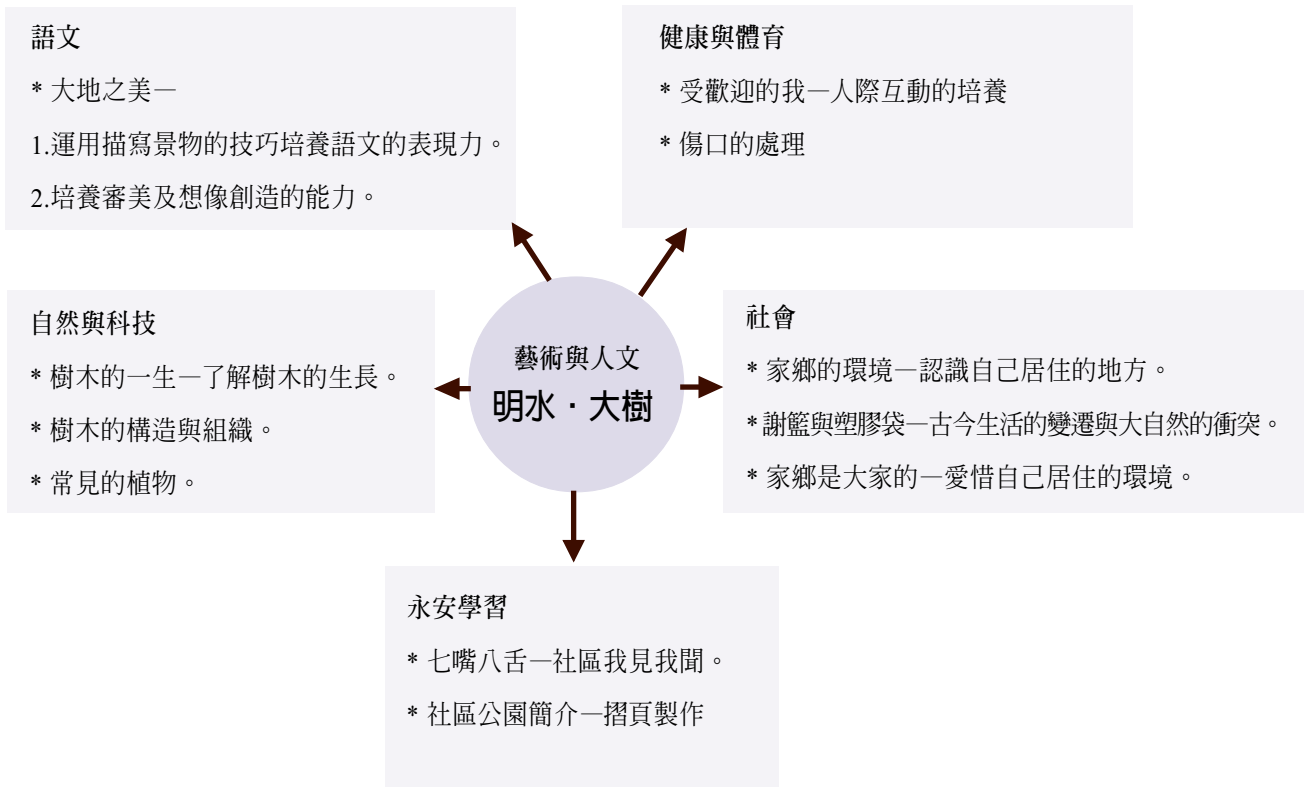 語文
* 大地之美—
1.運用描寫景物的技巧培養語文的表現力。
2.培養審美及想像創造的能力。
健康與體育
* 受歡迎的我—人際互動的培養
* 傷口的處理
自然與科技
* 樹木的一生—了解樹木的生長。
* 樹木的構造與組織。
* 常見的植物。
藝術與人文
明水．大樹
社會
* 家鄉的環境—認識自己居住的地方。
* 謝籃與塑膠袋—古今生活的變遷與大自然的衝突。
* 家鄉是大家的—愛惜自己居住的環境。
永安學習
* 七嘴八舌—社區我見我聞。
* 社區公園簡介—摺頁製作